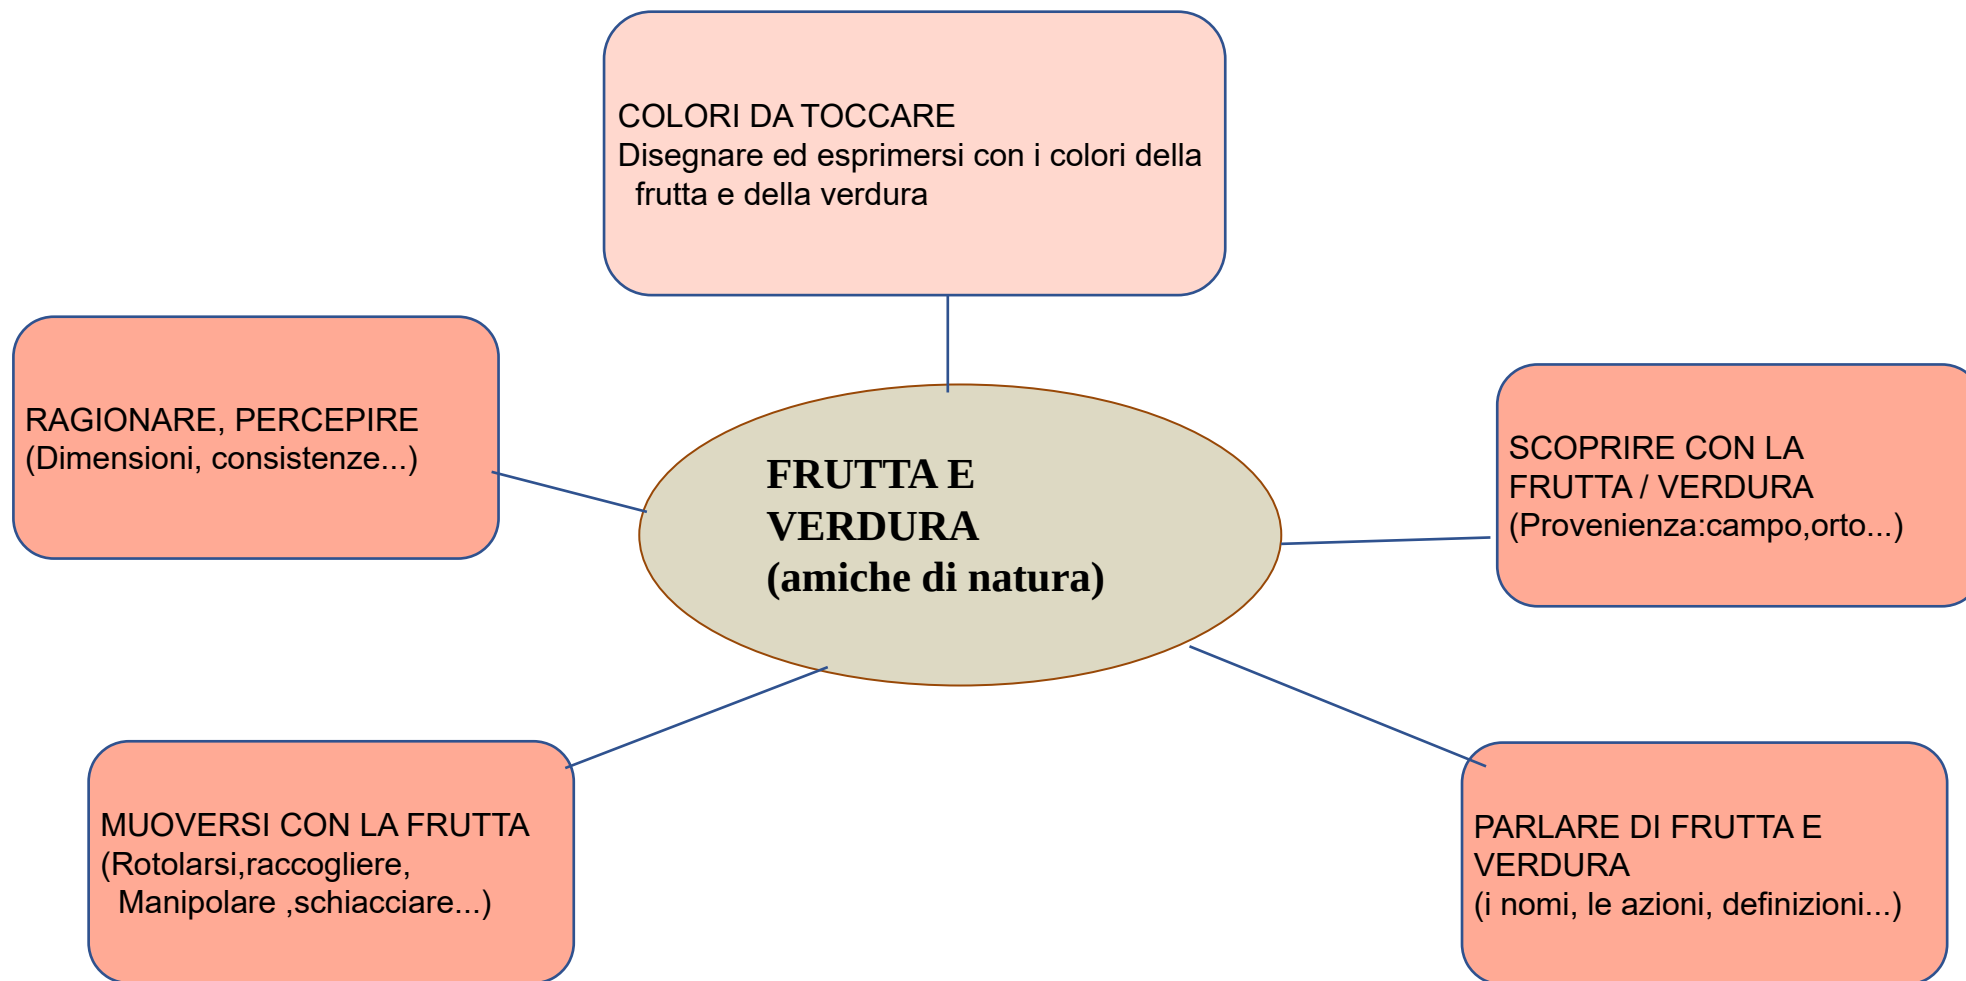 COLORI DA TOCCARE
Disegnare ed esprimersi con i colori della
frutta e della verdura
RAGIONARE, PERCEPIRE
(Dimensioni, consistenze...)
FRUTTA E
VERDURA
(amiche di natura)
SCOPRIRE CON LA
FRUTTA / VERDURA
(Provenienza:campo,orto...)
MUOVERSI CON LA FRUTTA
(Rotolarsi,raccogliere,
Manipolare ,schiacciare...)
PARLARE DI FRUTTA E
VERDURA
(i nomi, le azioni, definizioni...)